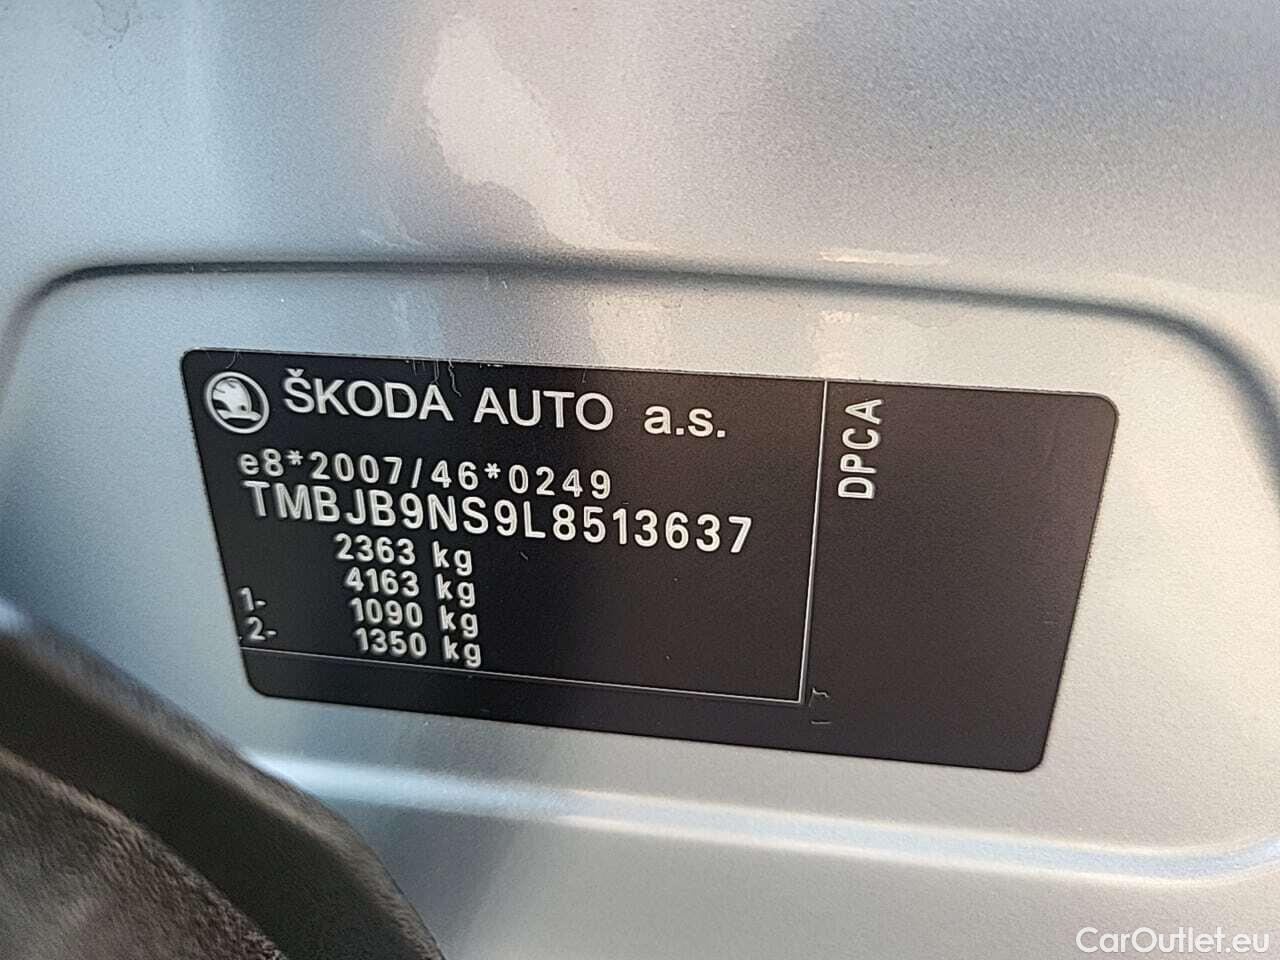 ŠKODA AUTO a.s.
e8*2007/46*0249
TMBJB9NS9L8513637
2363 kg
4163 kg
1- 1090 kg
2- 1350 kg
DPCA
CarOutlet.eu